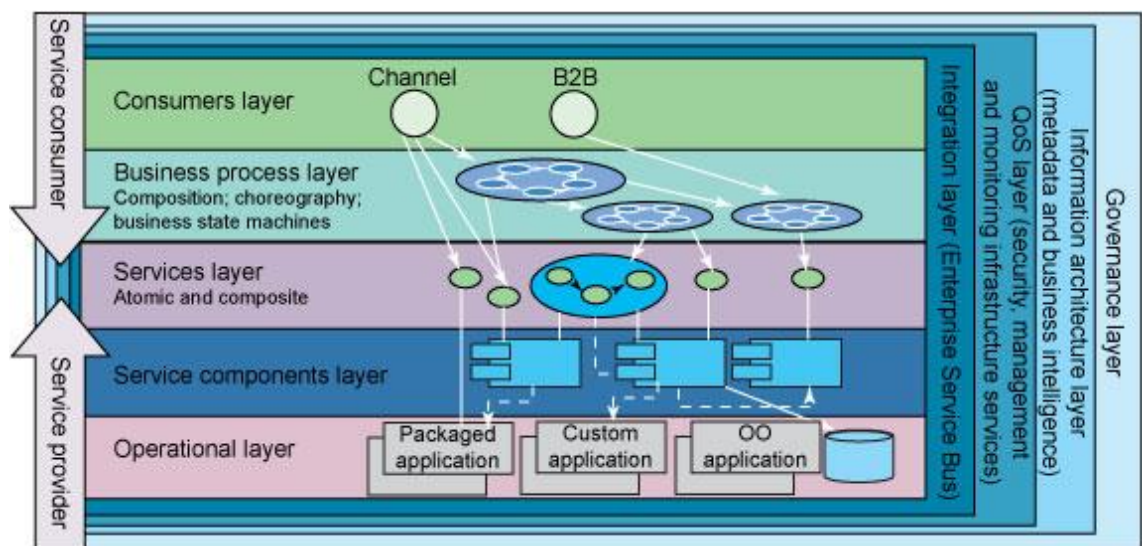 Service consumer
Service provider
Channel
B2B
Consumers layer
Business process layer
Composition; choreography;
business state machines
Services layer
Atomic and composite
Service components layer
Operational layer
Packaged
application
Custom
application
OO
application
Integration layer (Enterprise Service Bus)
QoS layer (security, management
and monitoring infrastructure services)
Information architecture layer
(metadata and business intelligence)
Governance layer